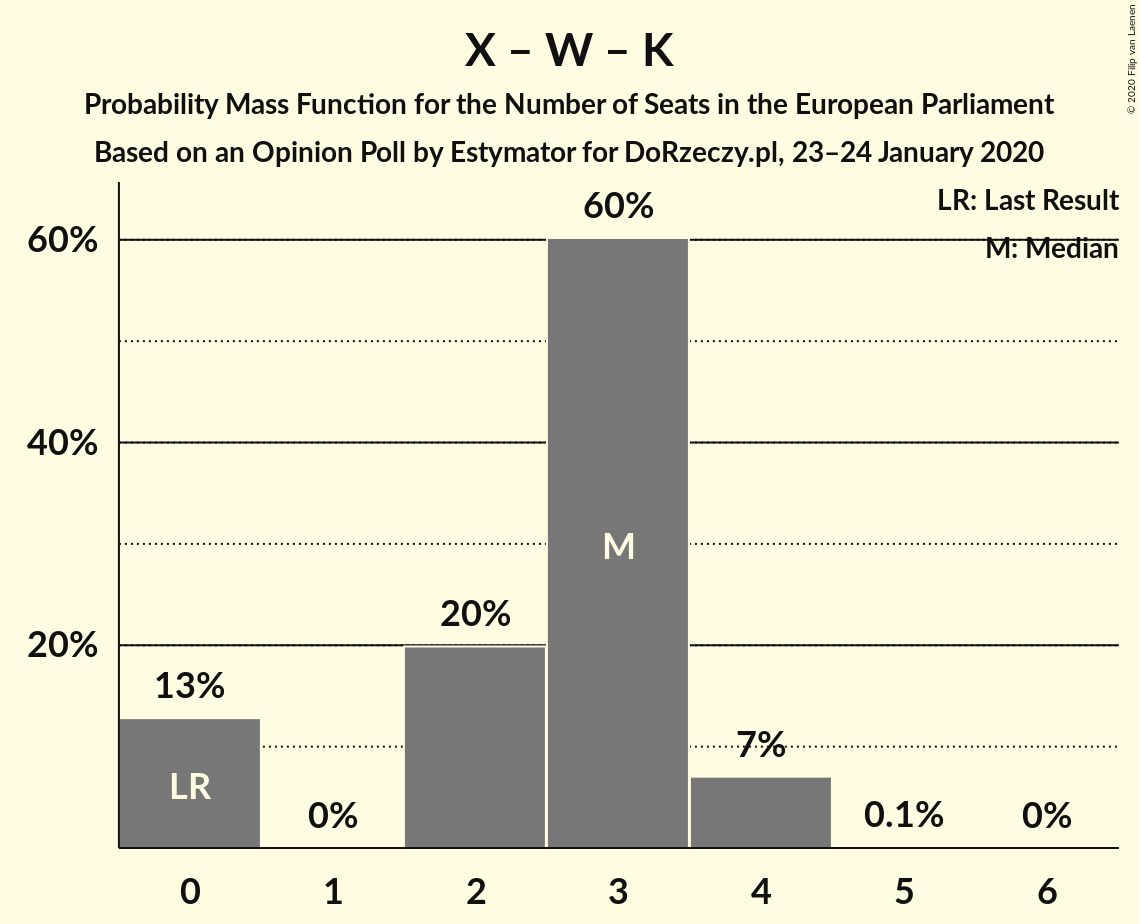 X – W – K
Probability Mass Function for the Number of Seats in the European Parliament
Based on an Opinion Poll by Estymator for DoRzeczy.pl, 23–24 January 2020
© 2020 Filip van Laenen
LR: Last Result
M: Median
60%
40%
20%
13%
0%
20%
60%
7%
0.1%
0%
LR
M
0 1 2 3 4 5 6